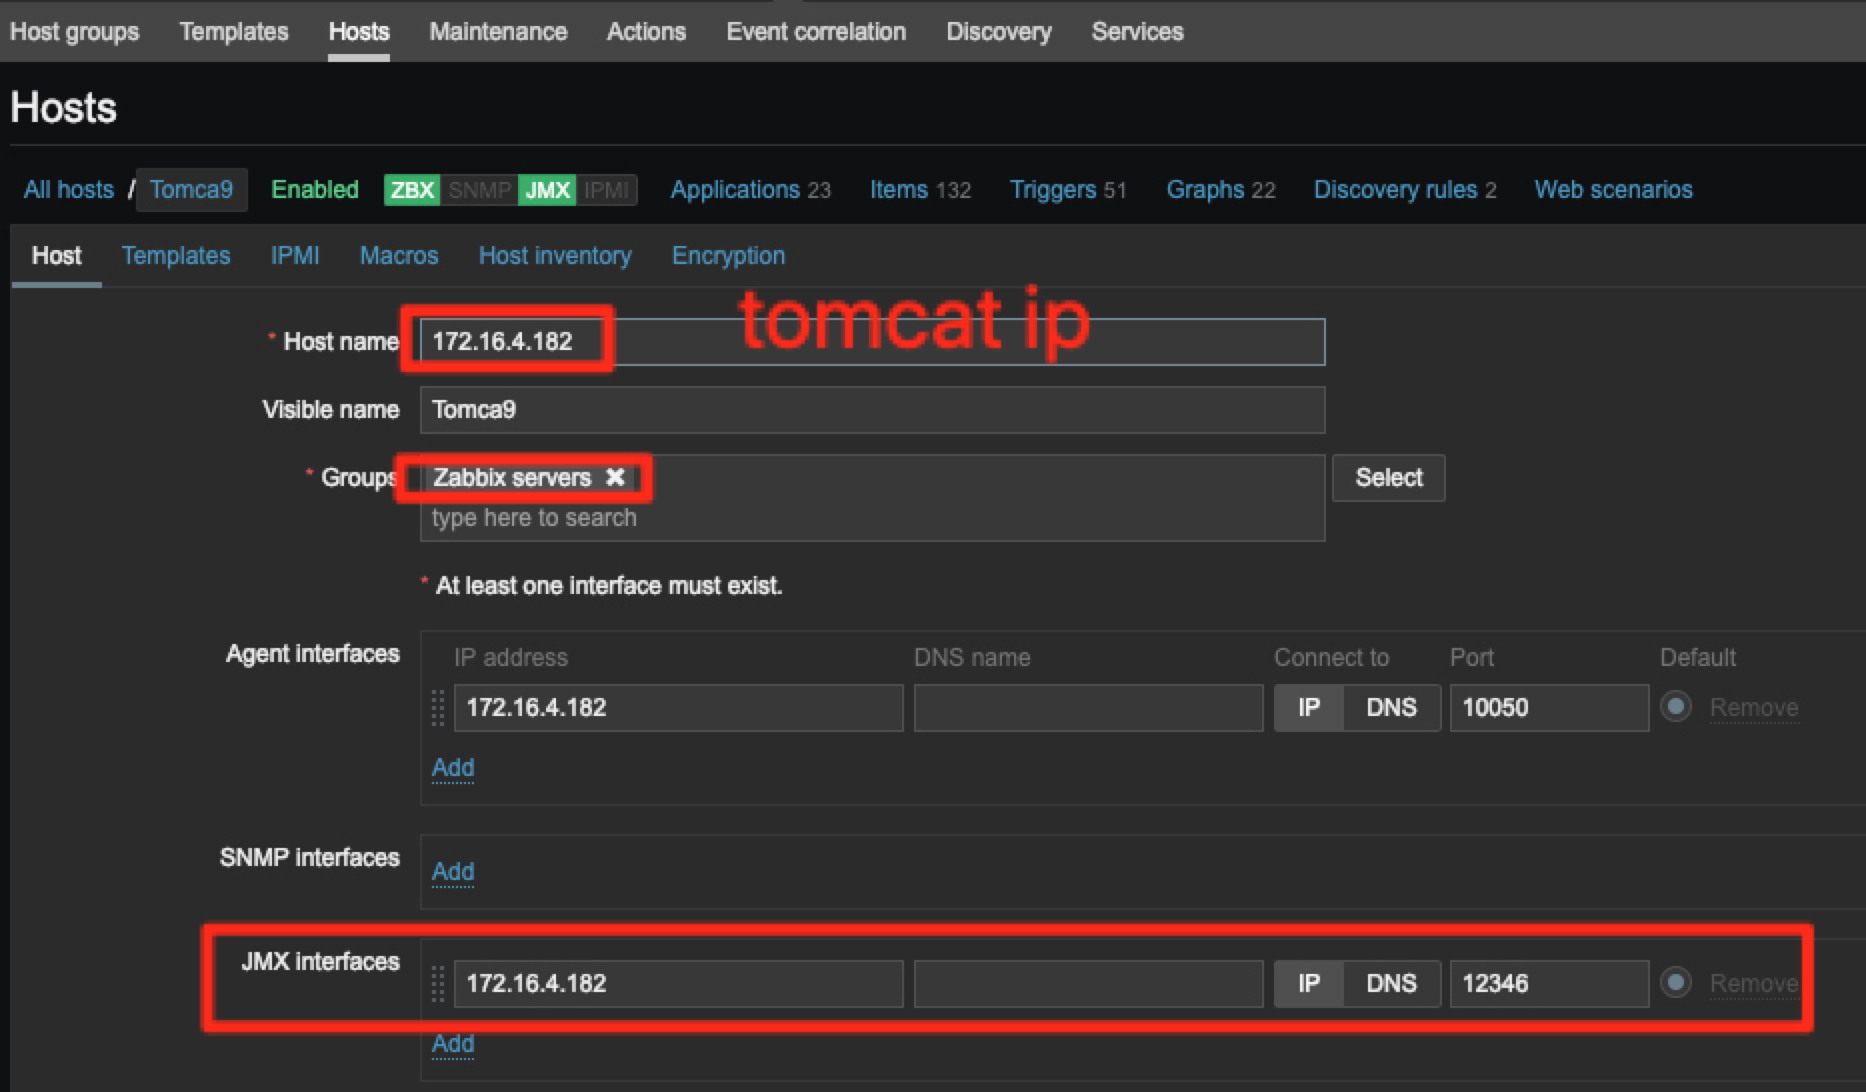 Host groups Templates Hosts Maintenance Actions Event correlation Discovery Services
Hosts
All hosts / Tomca9 Enabled ZBX SNMP JMX IPMI Applications 23 Items 132 Triggers 51 Graphs 22 Discovery rules 2 Web scenarios
Host Templates IPMI Macros Host inventory Encryption
tomcat ip
* Host name 172.16.4.182
Visible name Tomca9
* Groups Zabbix servers ✖ Select
type here to search
* At least one interface must exist.
Agent interfaces IP address DNS name Connect to Port Default
172.16.4.182 IP DNS 10050 Remove
Add
SNMP interfaces Add
JMX interfaces 172.16.4.182 IP DNS 12346 Remove
Add